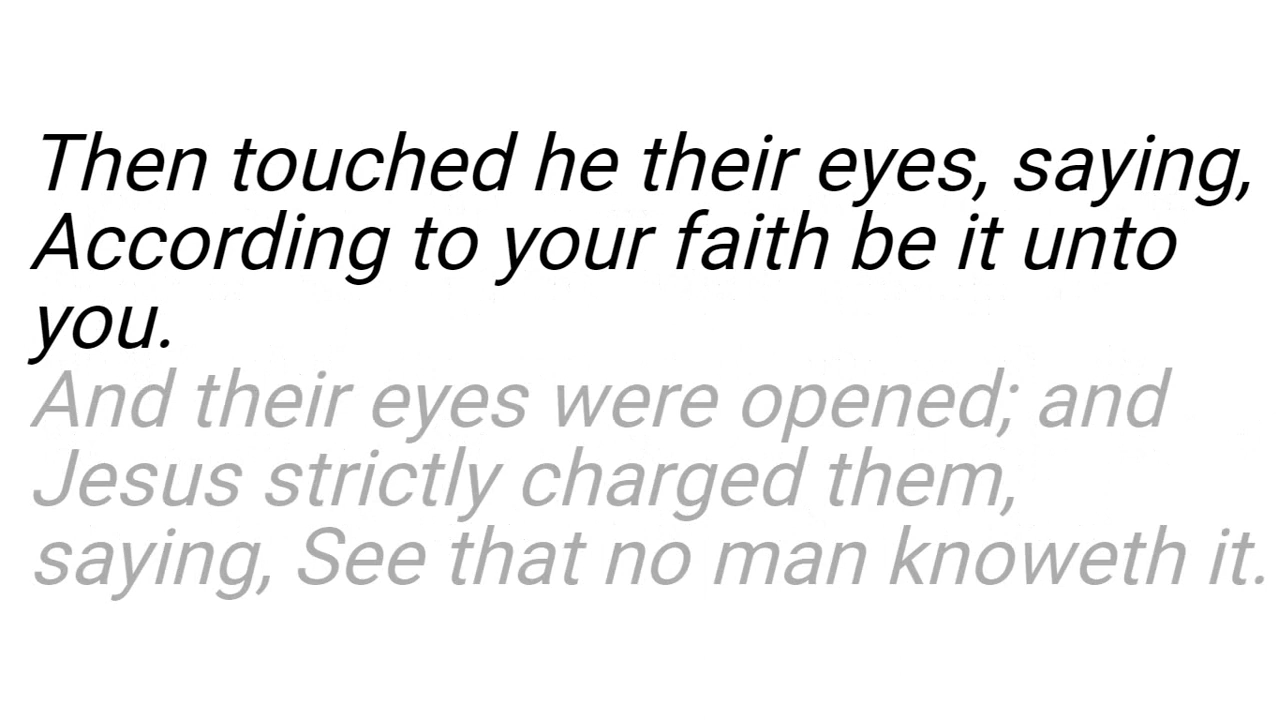 Then touched he their eyes, saying,
According to your faith be it unto
you.
And their eyes were opened; and
Jesus strictly charged them,
saying, See that no man knoweth it.